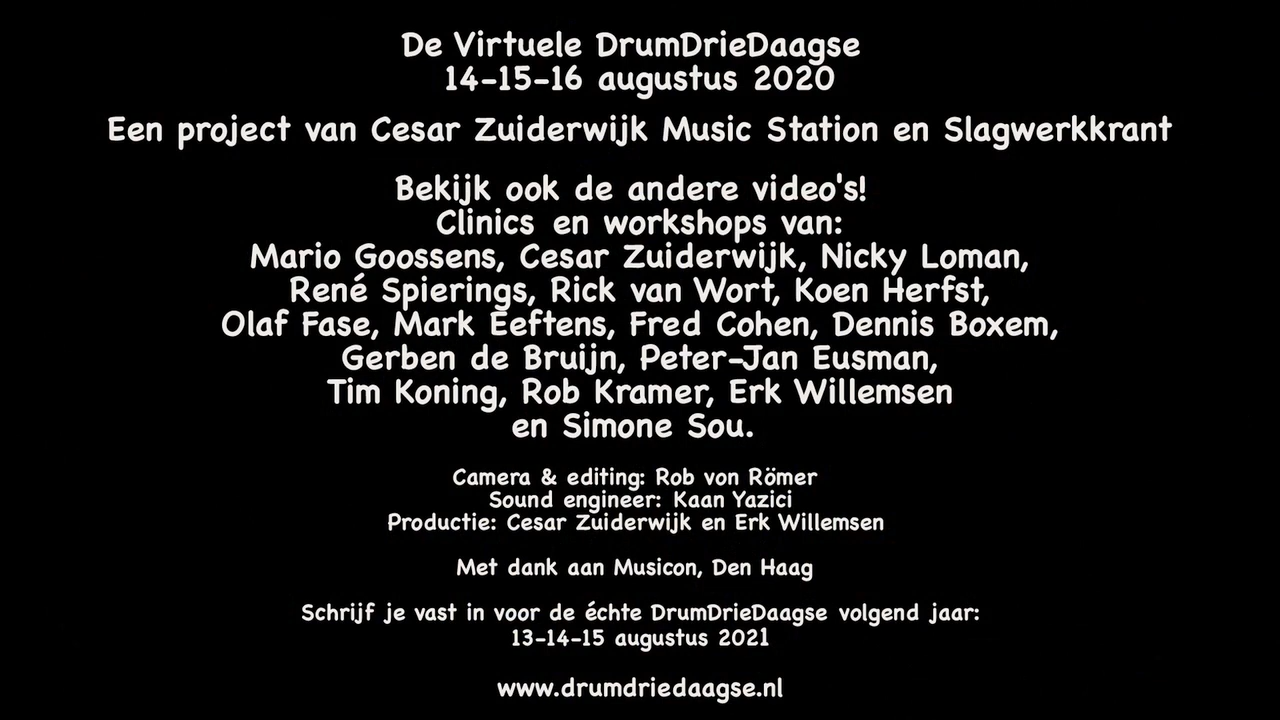 De Virtuele DrumDrieDaagse
14-15-16 augustus 2020
Een project van Cesar Zuiderwijk Music Station en Slagwerkkrant
Bekijk ook de andere video's!
Clinics en workshops van:
Mario Goossens, Cesar Zuiderwijk, Nicky Loman,
René Spierings, Rick van Wort, Koen Herfst,
Olaf Fase, Mark Eeftens, Fred Cohen, Dennis Boxem,
Gerben de Bruijn, Peter-Jan Eusman,
Tim Koning, Rob Kramer, Erk Willemsen
en Simone Sou.
Camera & editing: Rob von Römer
Sound engineer: Kaan Yazici
Productie: Cesar Zuiderwijk en Erk Willemsen
Met dank aan Musicon, Den Haag
Schrijf je vast in voor de échte DrumDrieDaagse volgend jaar:
13-14-15 augustus 2021
www.drumdriedaagse.nl